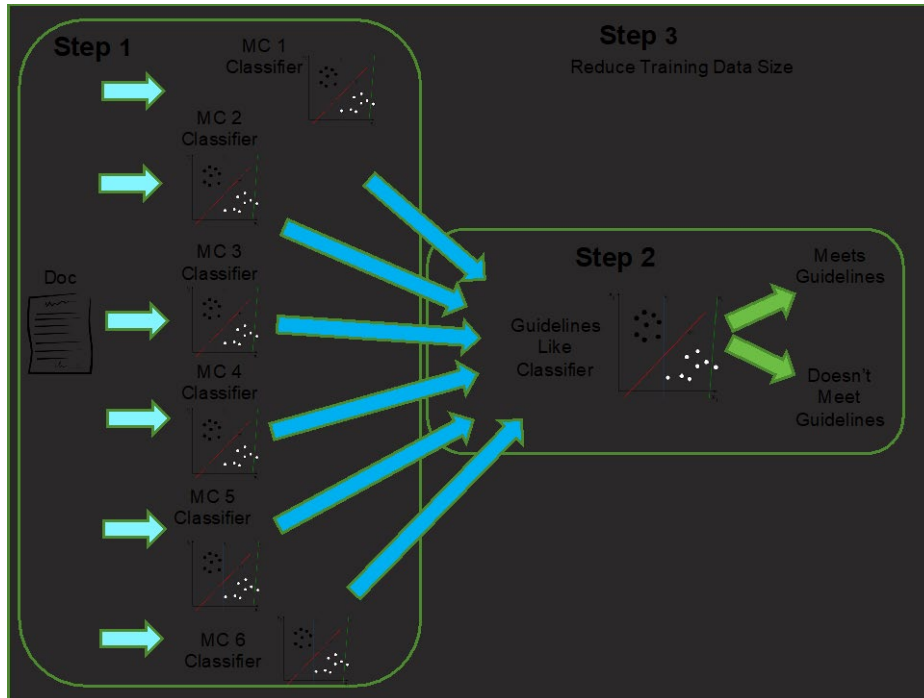 Step 1
MC 1
Classifier
MC 2
Classifier
Doc
MC 3
Classifier
MC 4
Classifier
MC 5
Classifier
MC 6
Classifier
Step 3
Reduce Training Data Size
Step 2
Guidelines
Like
Classifier
Meets
Guidelines
Doesn't
Meet
Guidelines